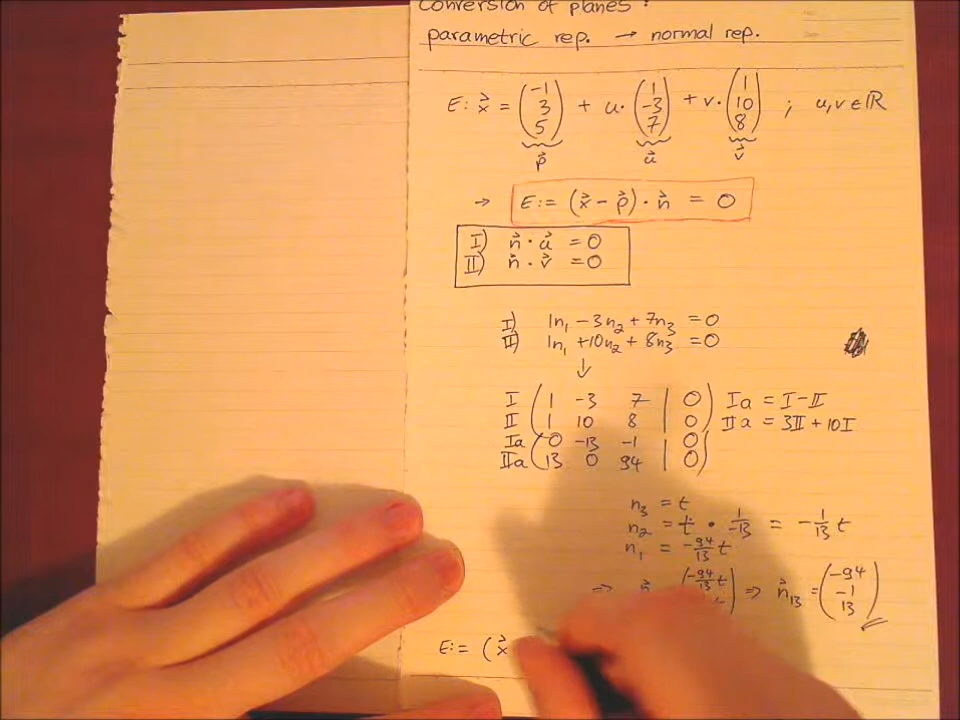 Conversion of planes :
parametric rep. → normal rep.
E: x⃗ = (-1 3 5) + u· (1 -3 7) + v· (1 10 8) ; u,v ∈ ℝ
p⃗ u⃗ v⃗
→ E:= (x⃗ - p⃗) · n⃗ = 0
I) n⃗ · u⃗ = 0
II) n⃗ · v⃗ = 0
I) 1n₁ - 3n₂ + 7n₃ = 0
II) 1n₁ + 10n₂ + 8n₃ = 0
↓
I (1 -3 7 | 0) Ia = I - II
II (1 10 8 | 0) IIa = 3II + 10I
Ia (0 -13 -1 | 0)
IIa (13 0 94 | 0)
n₃ = t
n₂ = t · 1/-13 = -1/13 t
n₁ = -94/13 t
⇒ (-94/13 t ⇒ n⃗₁₃ = (-94 -1 13)
E:= (x⃗